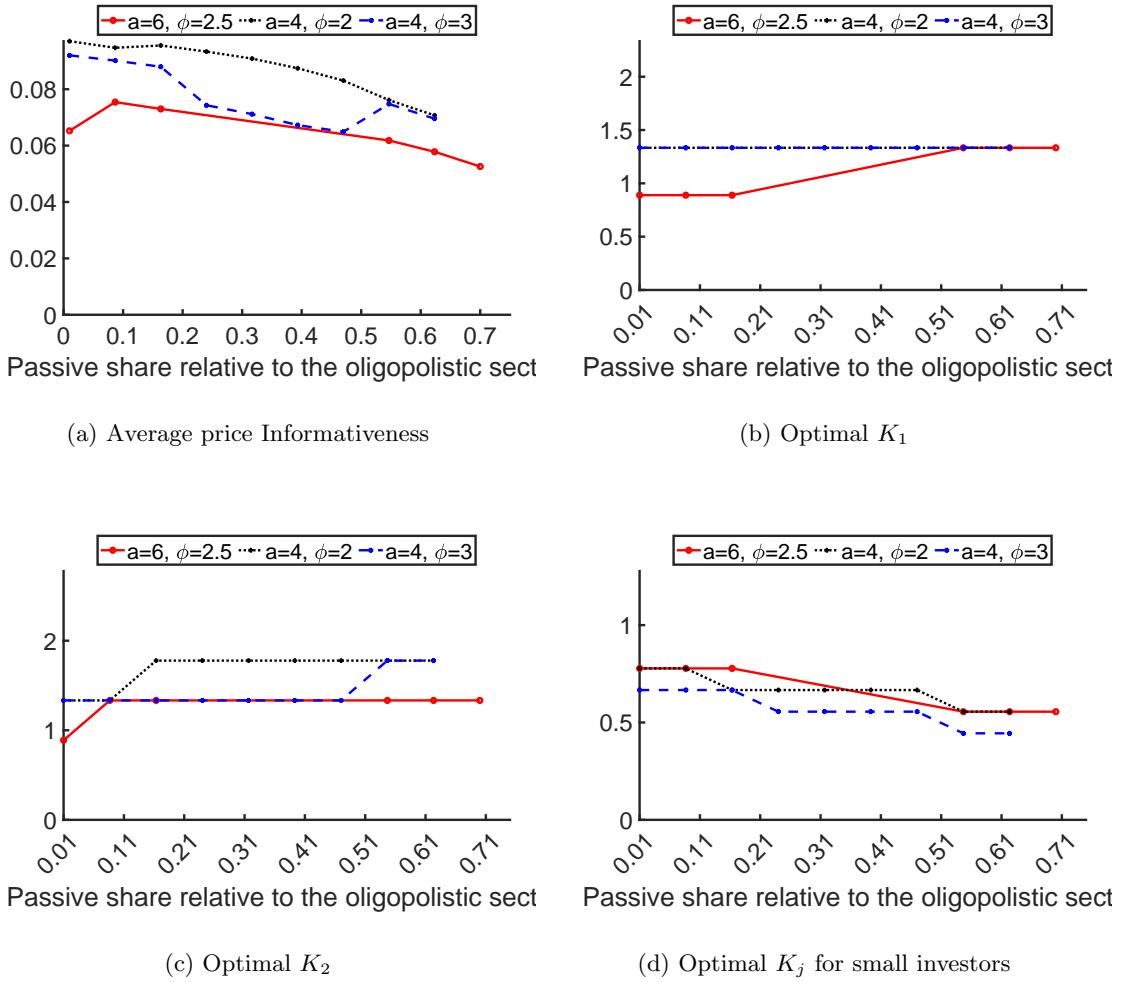 a=6, ϕ=2.5 a=4, ϕ=2 a=4, ϕ=3
0.08
0.06
0.04
0.02
0
0 0.1 0.2 0.3 0.4 0.5 0.6 0.7
Passive share relative to the oligopolistic sect
(a) Average price Informativeness
a=6, ϕ=2.5 a=4, ϕ=2 a=4, ϕ=3
2
1.5
1
0.5
0
0.01 0.11 0.21 0.31 0.41 0.51 0.61 0.71
Passive share relative to the oligopolistic sect
(b) Optimal K₁
a=6, ϕ=2.5 a=4, ϕ=2 a=4, ϕ=3
2
1
0
0.01 0.11 0.21 0.31 0.41 0.51 0.61 0.71
Passive share relative to the oligopolistic sect
(c) Optimal K₂
a=6, ϕ=2.5 a=4, ϕ=2 a=4, ϕ=3
1
0.5
0
0.01 0.11 0.21 0.31 0.41 0.51 0.61 0.71
Passive share relative to the oligopolistic sect
(d) Optimal Kⱼ for small investors